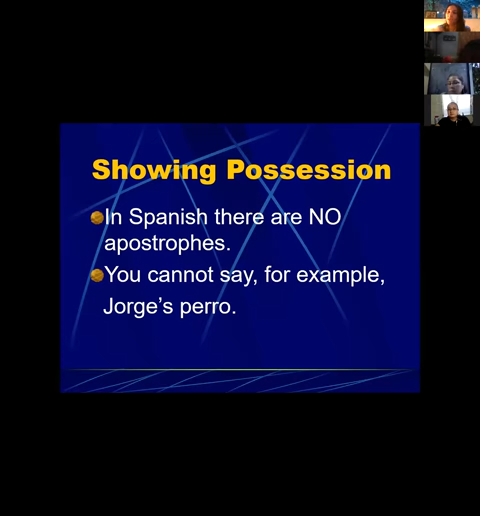 Showing Possession
In Spanish there are NO
apostrophes.
You cannot say, for example,
Jorge’s perro.